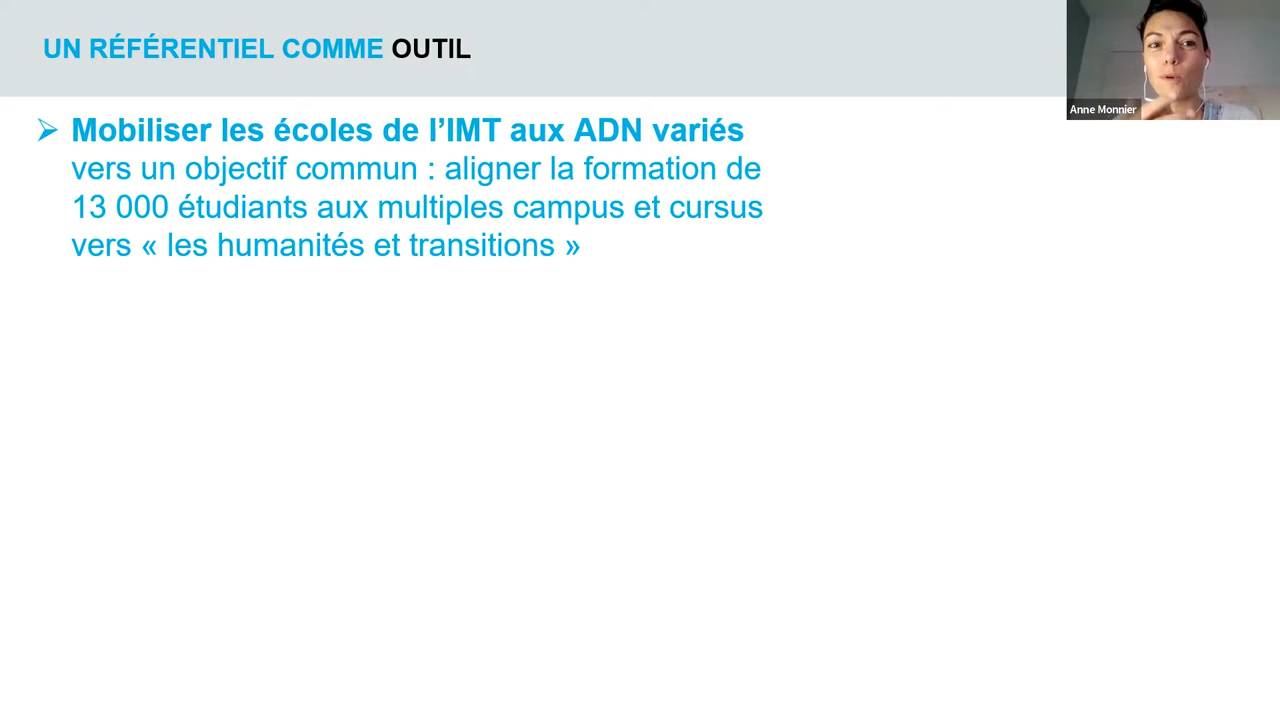 UN RÉFÉRENTIEL COMME OUTIL
Anne Monnier
Mobiliser les écoles de l’IMT aux ADN variés
vers un objectif commun : aligner la formation de
13 000 étudiants aux multiples campus et cursus
vers « les humanités et transitions »